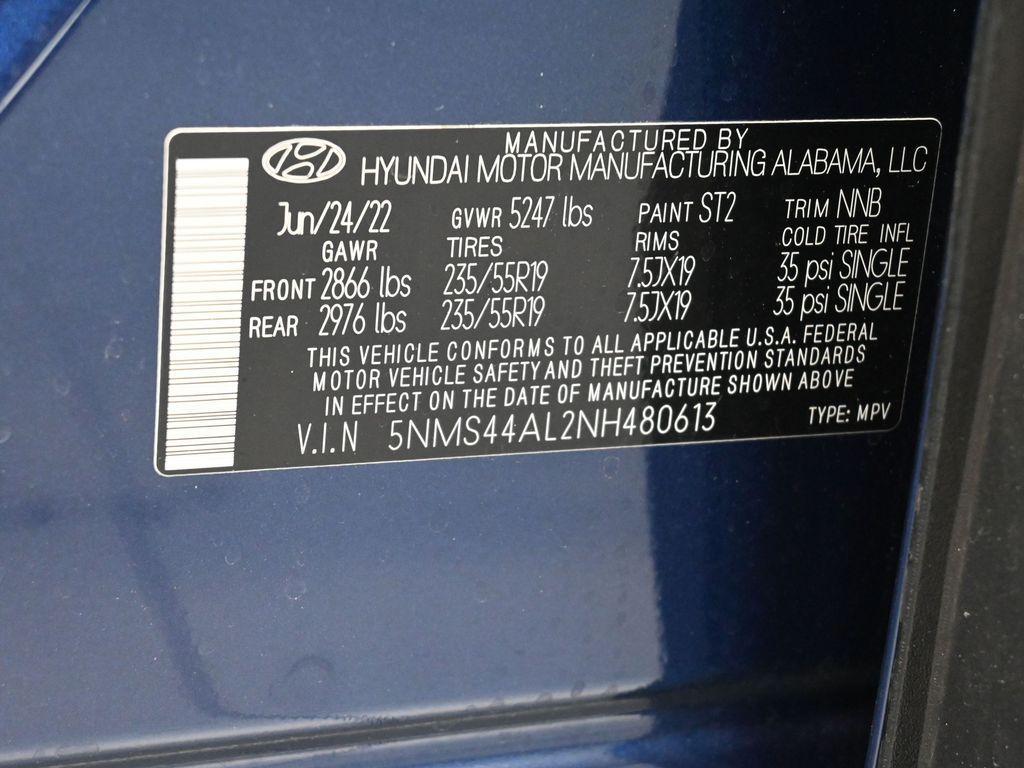 MANUFACTURED BY
HYUNDAI MOTOR MANUFACTURING ALABAMA, LLC
Jun/24/22 GVWR 5247 lbs PAINT ST2 TRIM NNB
GAWR TIRES RIMS COLD TIRE INFL
FRONT 2866 lbs 235/55R19 7.5JX19 35 psi SINGLE
REAR 2976 lbs 235/55R19 7.5JX19 35 psi SINGLE
THIS VEHICLE CONFORMS TO ALL APPLICABLE U.S.A. FEDERAL
MOTOR VEHICLE SAFETY AND THEFT PREVENTION STANDARDS
IN EFFECT ON THE DATE OF MANUFACTURE SHOWN ABOVE
V.I.N 5NMS44AL2NH480613 TYPE: MPV